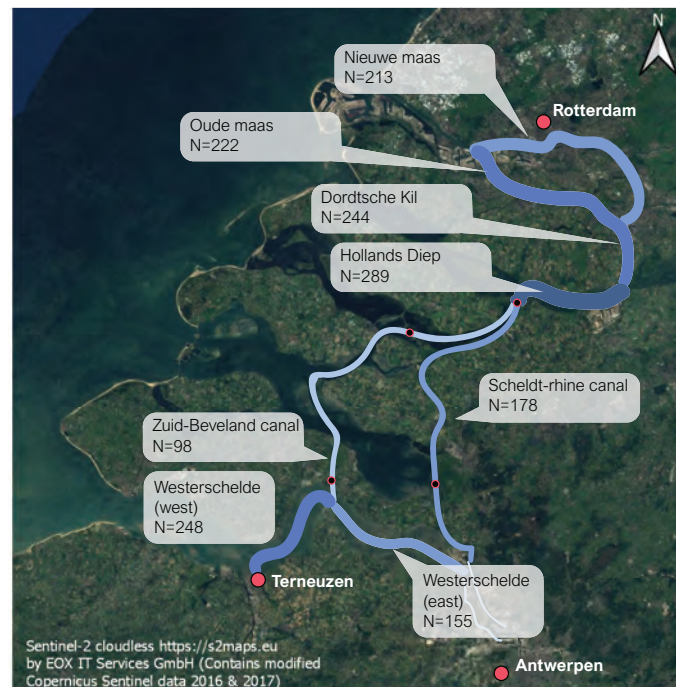 N
Nieuwe maas
N=213
Rotterdam
Oude maas
N=222
Dordtsche Kil
N=244
Hollands Diep
N=289
Scheldt-rhine canal
N=178
Zuid-Beveland canal
N=98
Westerschelde
(west)
N=248
Westerschelde
(east)
N=155
Terneuzen
Antwerpen
Sentinel-2 cloudless https://s2maps.eu
by EOX IT Services GmbH (Contains modified
Copernicus Sentinel data 2016 & 2017)